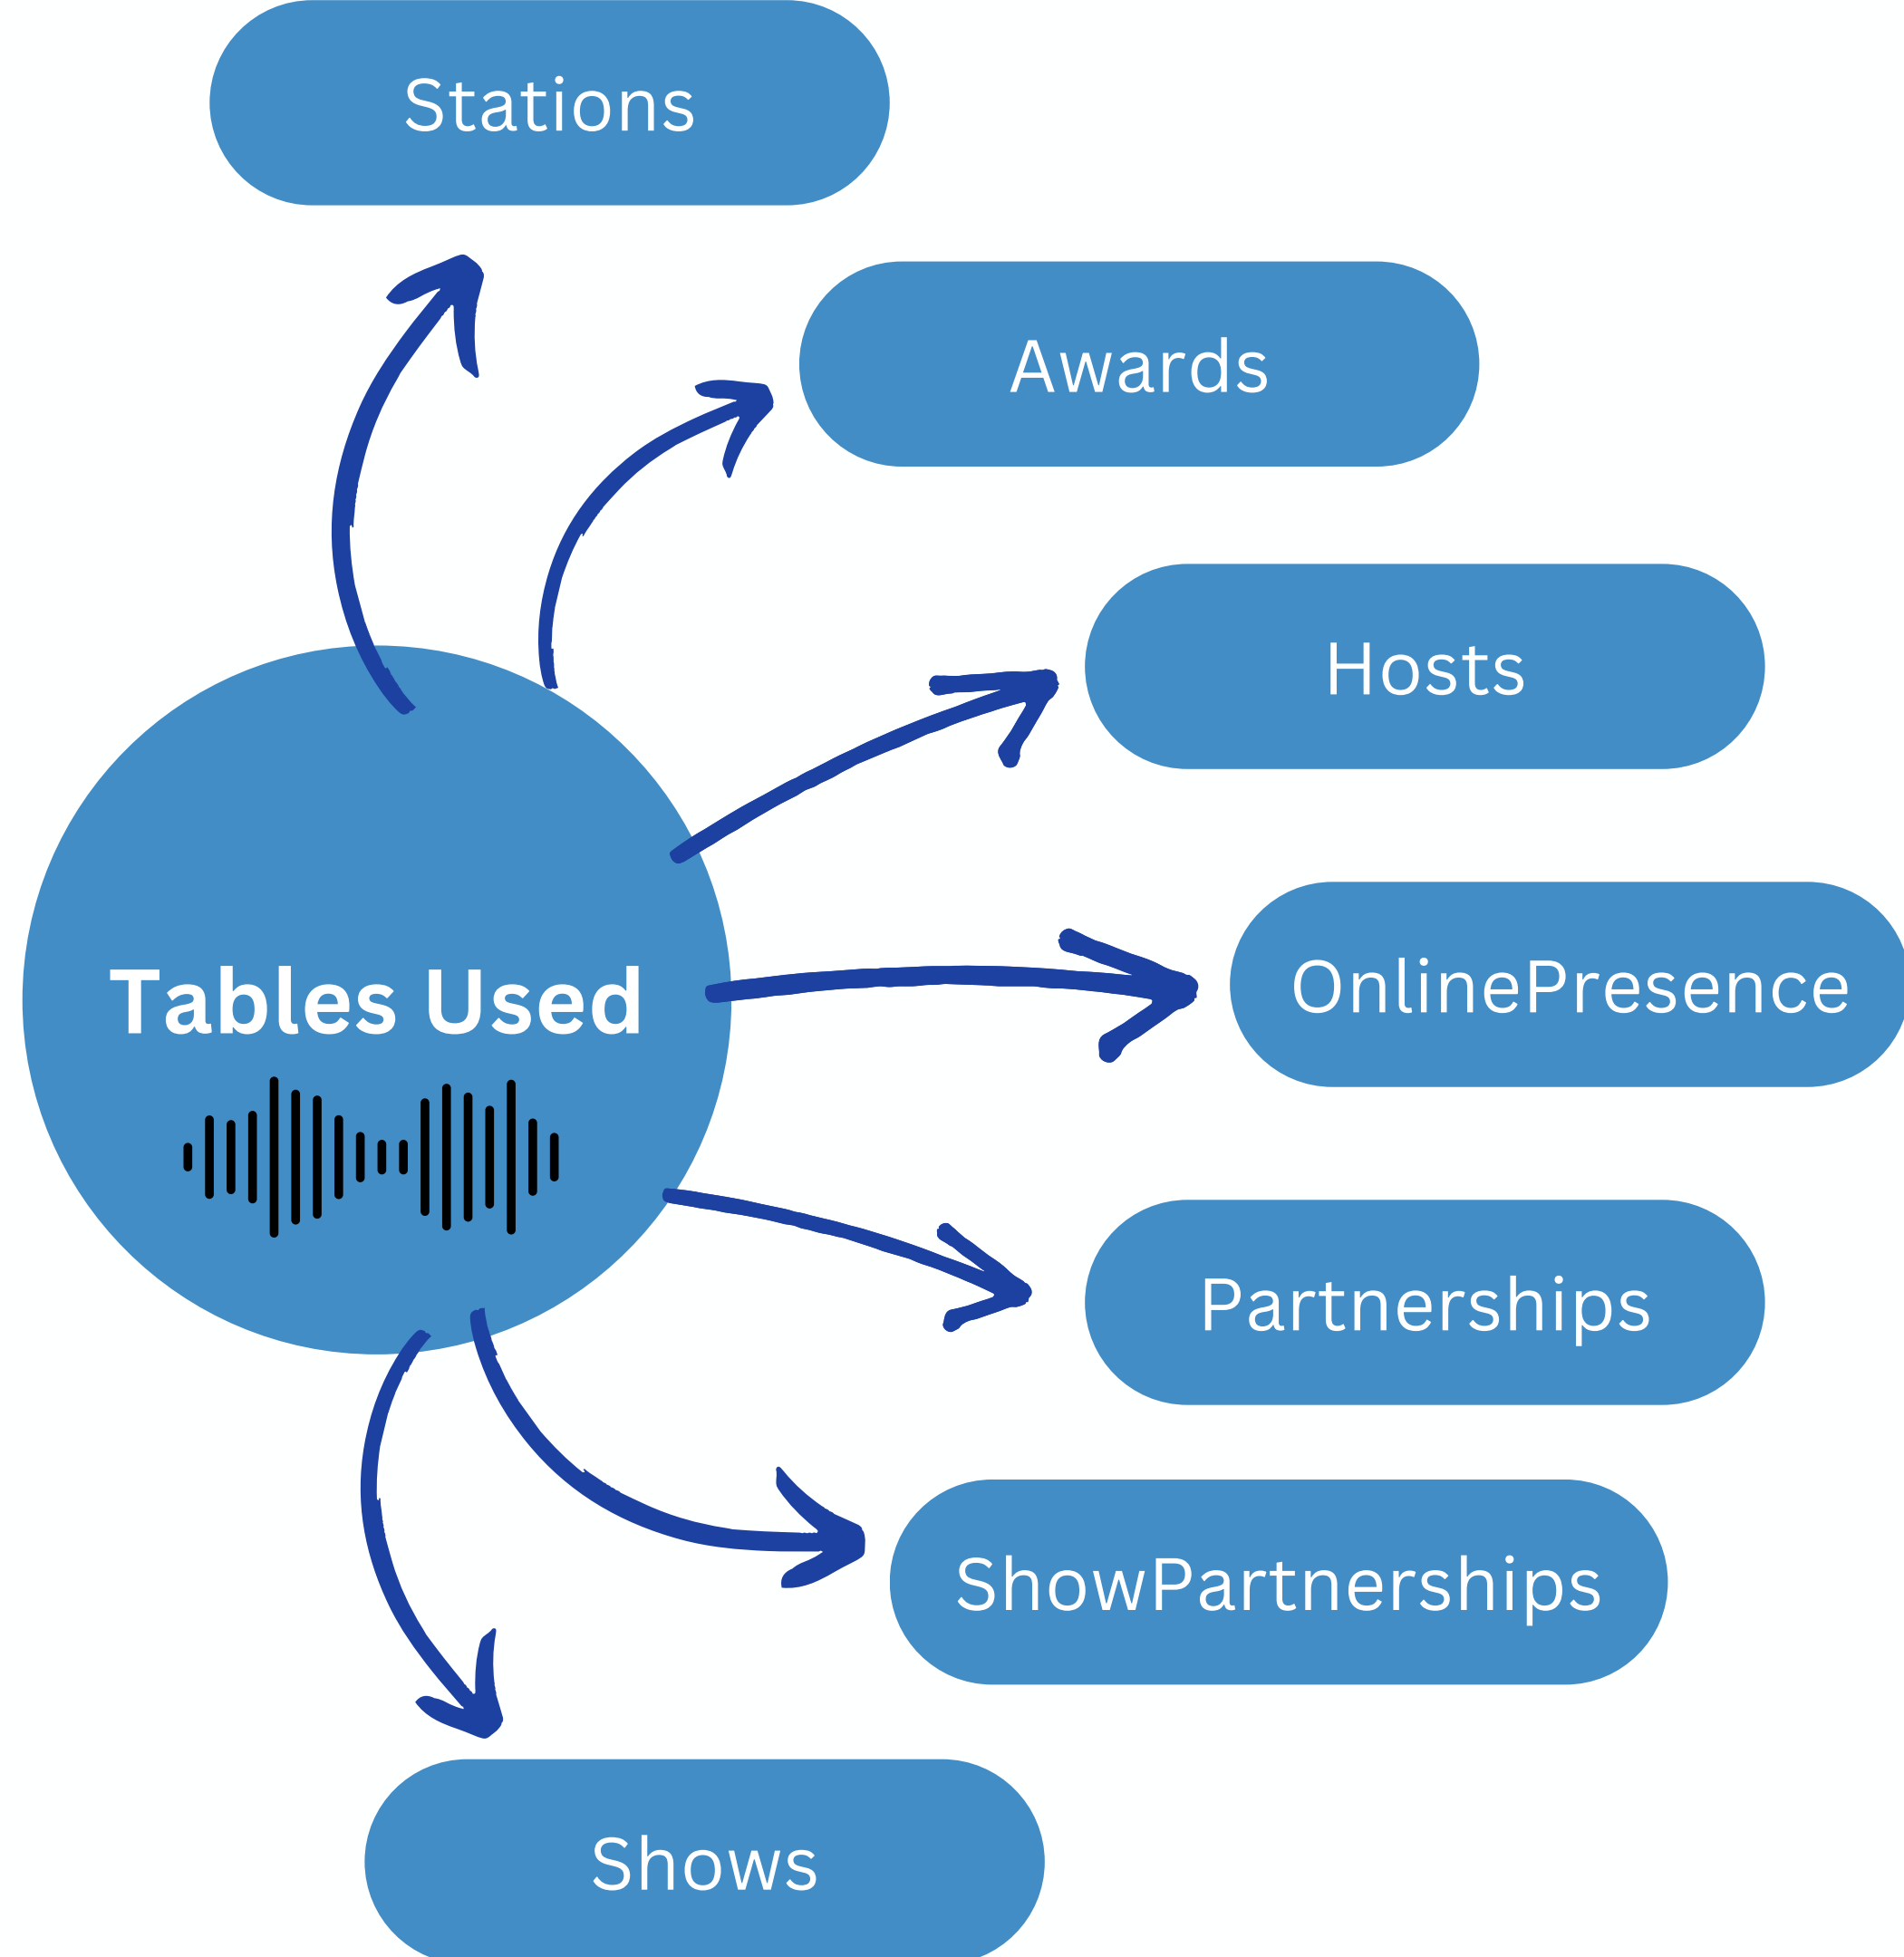 Stations
Awards
Hosts
OnlinePresence
Tables Used
Partnerships
ShowPartnerships
Shows